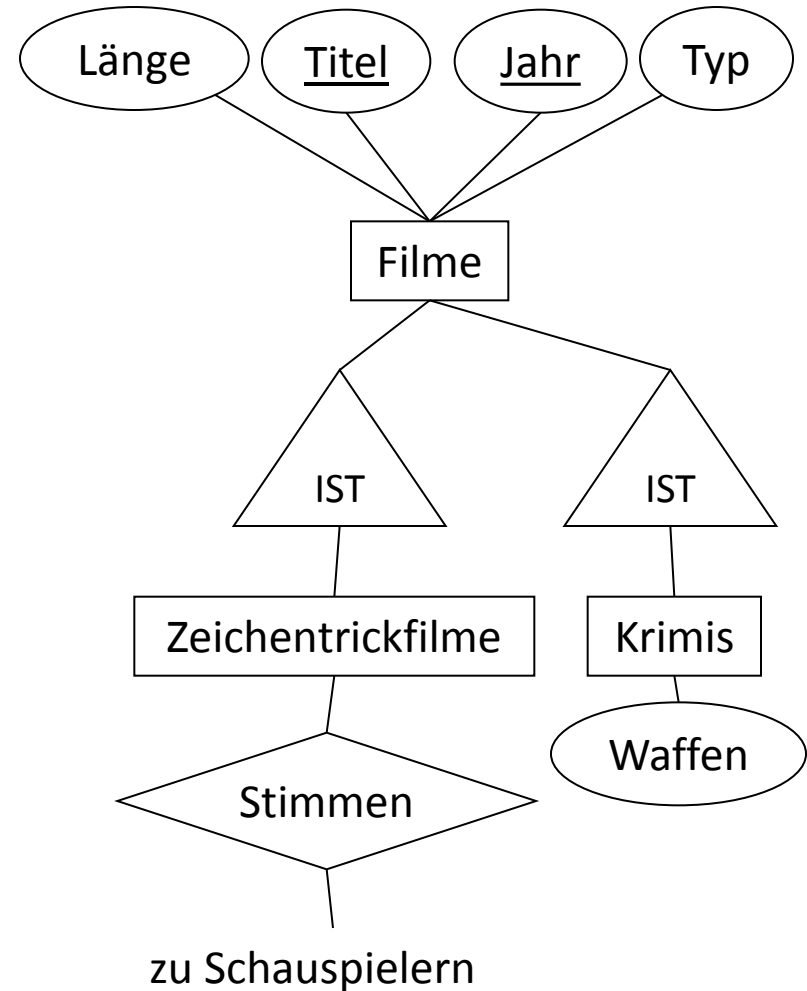 Länge
Titel
Jahr
Typ
Filme
IST
IST
Zeichentrickfilme
Krimis
Waffen
Stimmen
zu Schauspielern